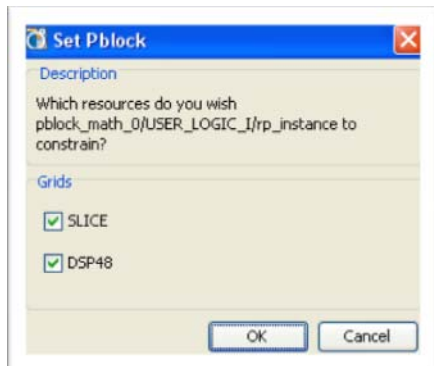 Set Pblock
Description
Which resources do you wish
pblock_math_0/USER_LOGIC_I/rp_instance to
constrain?
Grids
SLICE
DSP48
OK Cancel